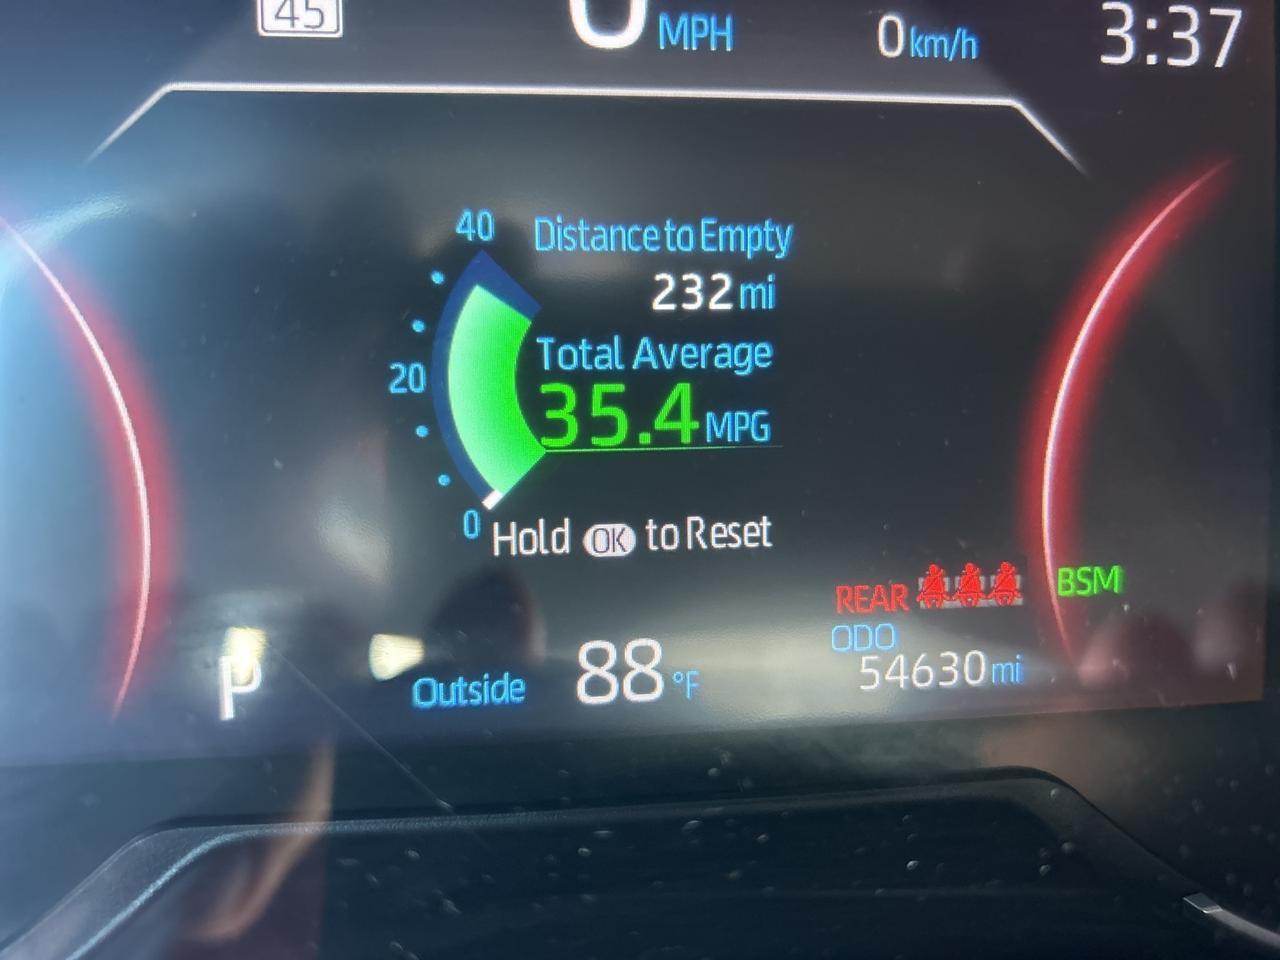 45
0 MPH
0 km/h
3:37
40
Distance to Empty
232 mi
Total Average
20
35.4 MPG
0
Hold OK to Reset
REAR
BSM
ODO
54630 mi
P
Outside 88 °F